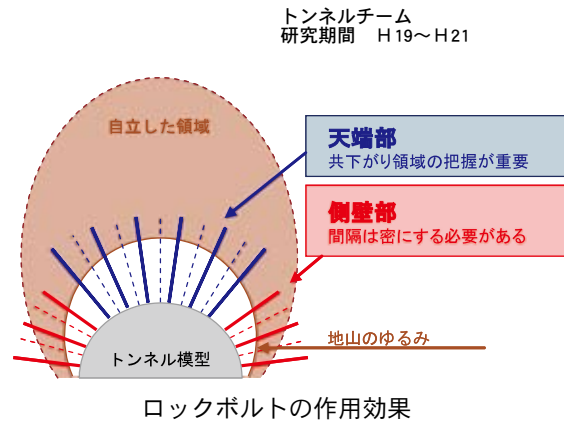 トンネルチーム
研究期間　H19～H21
自立した領域
天端部
共下がり領域の把握が重要
側壁部
間隔は密にする必要がある
地山のゆるみ
トンネル模型
ロックボルトの作用効果